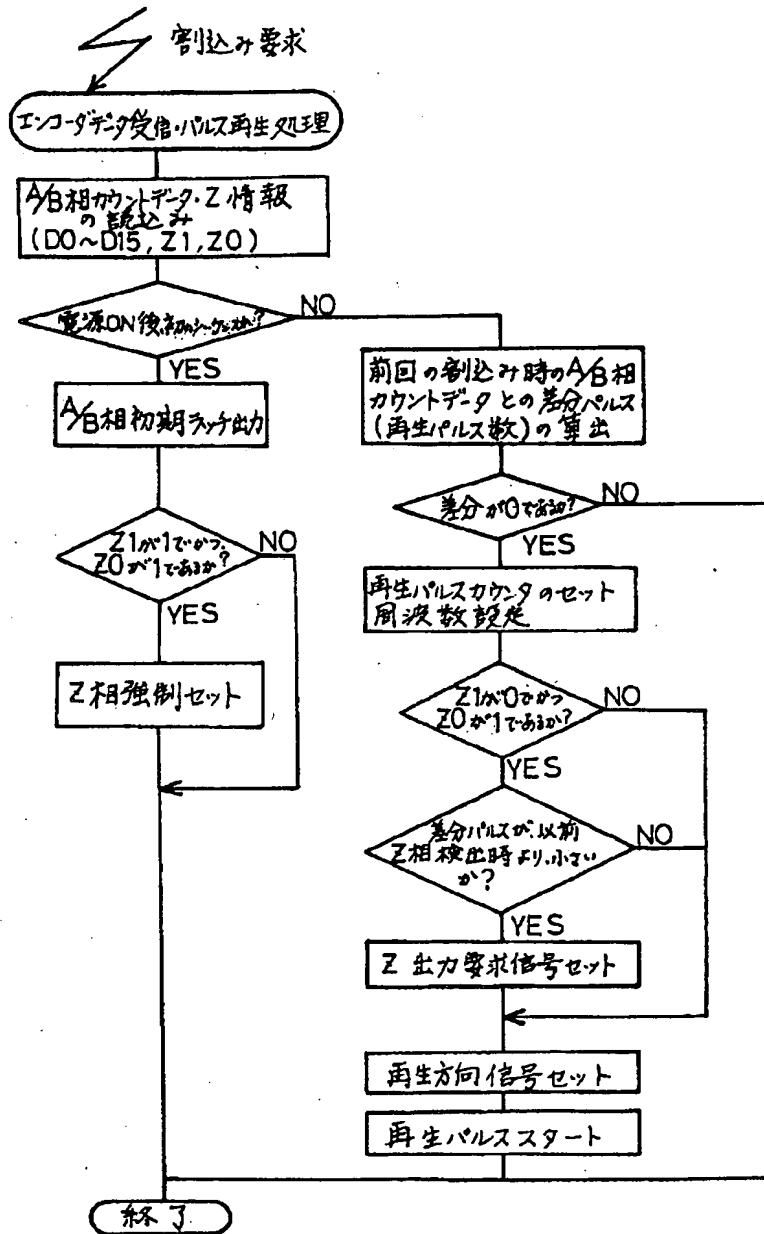 割込み要求
エンコーダデータ受信・パルス再生処理
A/B相カウントデータ・Z情報
の読込み
(D0~D15, Z1, Z0)
電源ON後、初のシーケンスか?
NO
YES
A/B相初期ラッチ出力
Z1が1でかつ、
Z0が1であるか?
NO
YES
Z相強制セット
前回の割込み時のA/B相
カウントデータとの差分パルス
(再生パルス数)の算出
差分が0であるか?
NO
YES
再生パルスカウンタのセット
周波数設定
Z1が0でかつ
Z0が1であるか?
NO
YES
差分パルスが、以前
Z相検出時より、小さい
か?
NO
YES
Z出力要求信号セット
再生方向信号セット
再生パルススタート
終了